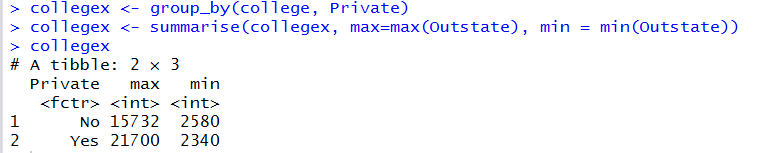 > collegex <- group_by(college, Private)
> collegex <- summarise(collegex, max=max(Outstate), min = min(Outstate))
> collegex
# A tibble: 2 × 3
  Private   max   min
   <fctr> <int> <int>
1      No 15732  2580
2     Yes 21700  2340